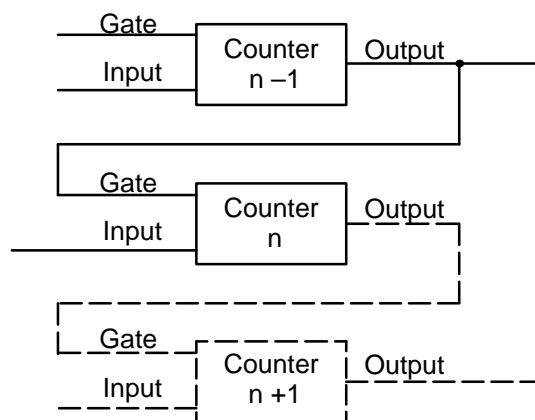 Gate
Input
Counter
n –1
Output
Gate
Input
Counter
n
Output
Gate
Input
Counter
n +1
Output